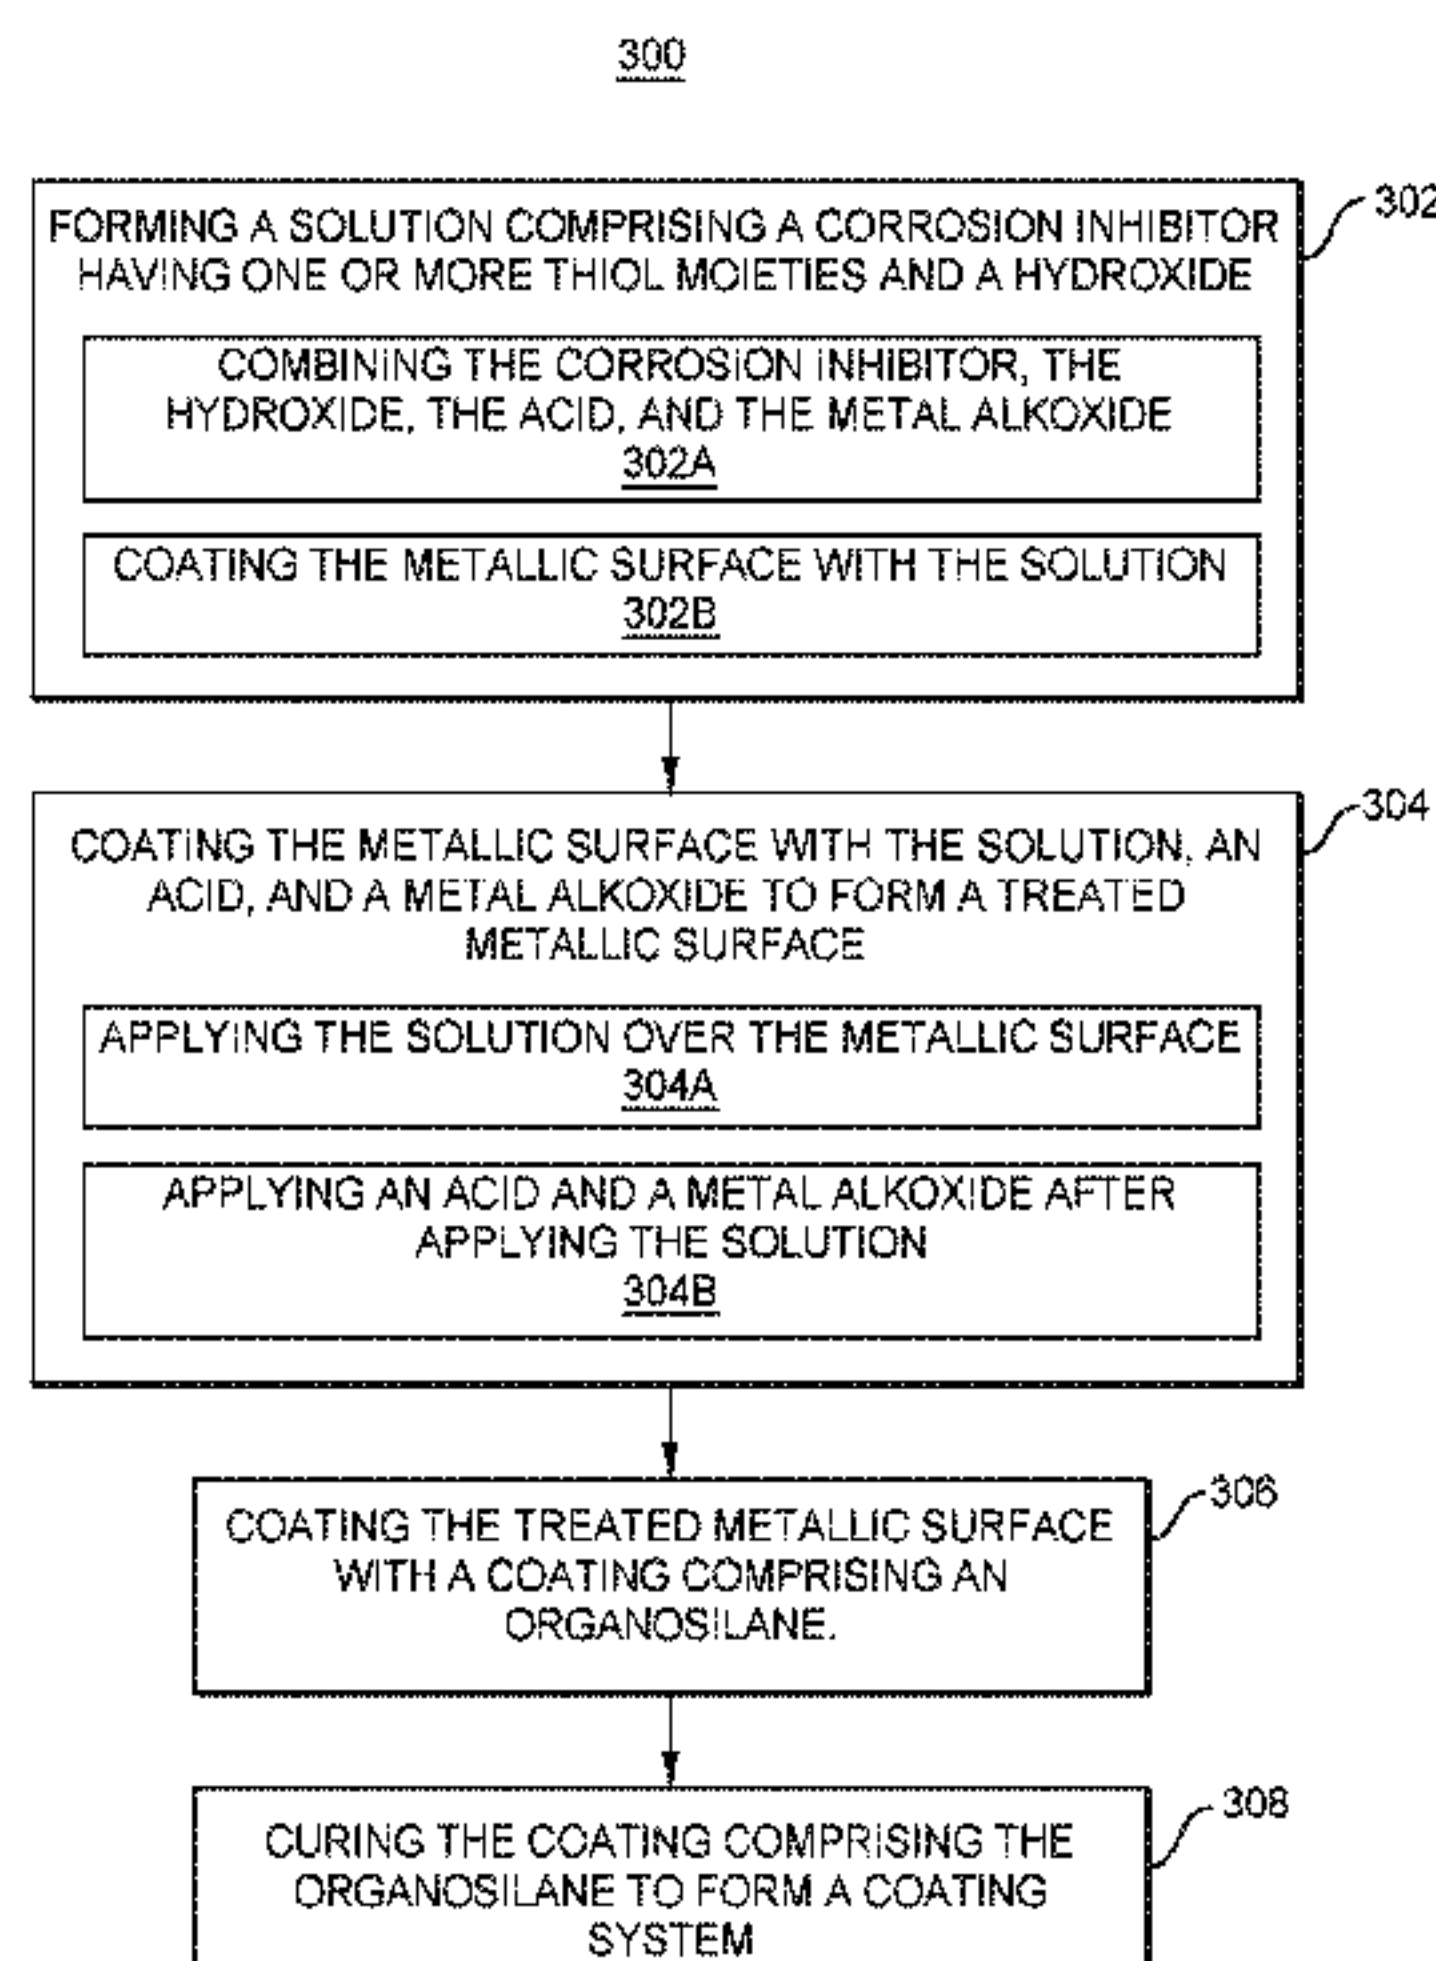 300
302
FORMING A SOLUTION COMPRISING A CORROSION INHIBITOR
HAVING ONE OR MORE THIOL MOIETIES AND A HYDROXIDE
COMBINING THE CORROSION INHIBITOR, THE
HYDROXIDE, THE ACID, AND THE METAL ALKOXIDE
302A
COATING THE METALLIC SURFACE WITH THE SOLUTION
302B
304
COATING THE METALLIC SURFACE WITH THE SOLUTION, AN
ACID, AND A METAL ALKOXIDE TO FORM A TREATED
METALLIC SURFACE
APPLYING THE SOLUTION OVER THE METALLIC SURFACE
304A
APPLYING AN ACID AND A METAL ALKOXIDE AFTER
APPLYING THE SOLUTION
304B
306
COATING THE TREATED METALLIC SURFACE
WITH A COATING COMPRISING AN
ORGANOSILANE.
308
CURING THE COATING COMPRISING THE
ORGANOSILANE TO FORM A COATING
SYSTEM